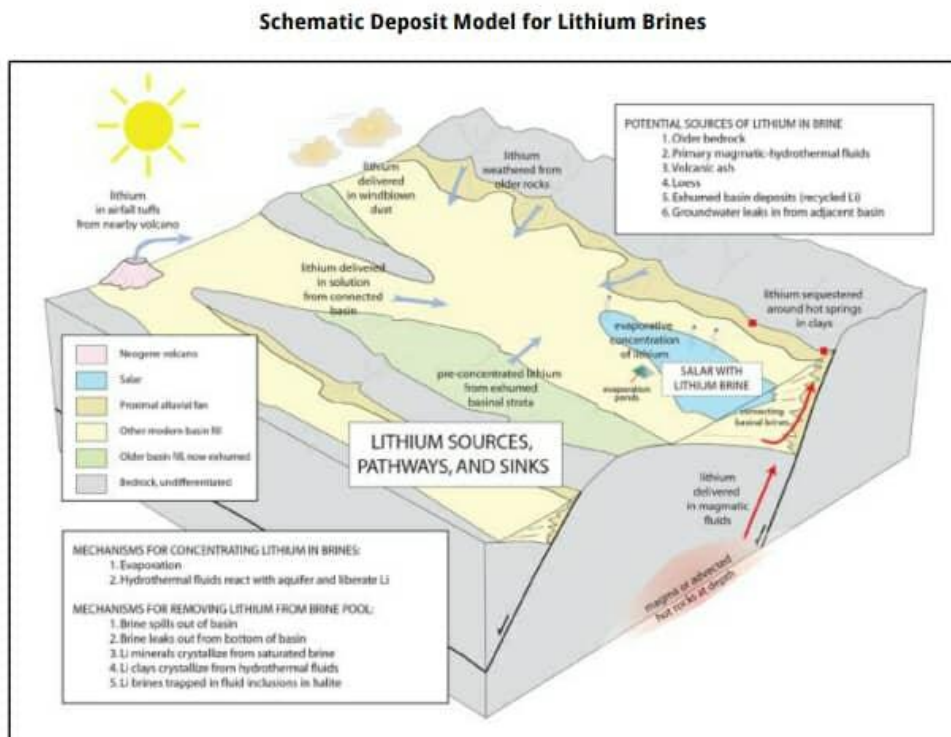 Schematic Deposit Model for Lithium Brines
lithium
in airfall tuffs
from nearby volcano
lithium
delivered
in windblown
dust
lithium
weathered from
older rocks
POTENTIAL SOURCES OF LITHIUM IN BRINE
1. Older bedrock
2. Primary magmatic-hydrothermal fluids
3. Volcanic ash
4. Loess
5. Exhumed basin deposits (recycled Li)
6. Groundwater leaks in from adjacent basin
lithium delivered
in solution
from connected
basin
lithium sequestered
around hot springs
in clays
evaporative
concentration
of lithium
SALAR WITH
LITHIUM BRINE
evaporation
ponds
convecting
basinal brines
pre-concentrated lithium
from exhumed
basinal strata
Neogene volcano
Salar
Proximal alluvial fan
Other modern basin fill
Older basin fill, now exhumed
Bedrock, undifferentiated
LITHIUM SOURCES,
PATHWAYS, AND SINKS
lithium
delivered
in magmatic
fluids
magma or advected
hot rocks at depth
MECHANISMS FOR CONCENTRATING LITHIUM IN BRINES:
1. Evaporation
2. Hydrothermal fluids react with aquifer and liberate Li
MECHANISMS FOR REMOVING LITHIUM FROM BRINE POOL:
1. Brine spills out of basin
2. Brine leaks out from bottom of basin
3. Li minerals crystallize from saturated brine
4. Li clays crystallize from hydrothermal fluids
5. Li brines trapped in fluid inclusions in halite